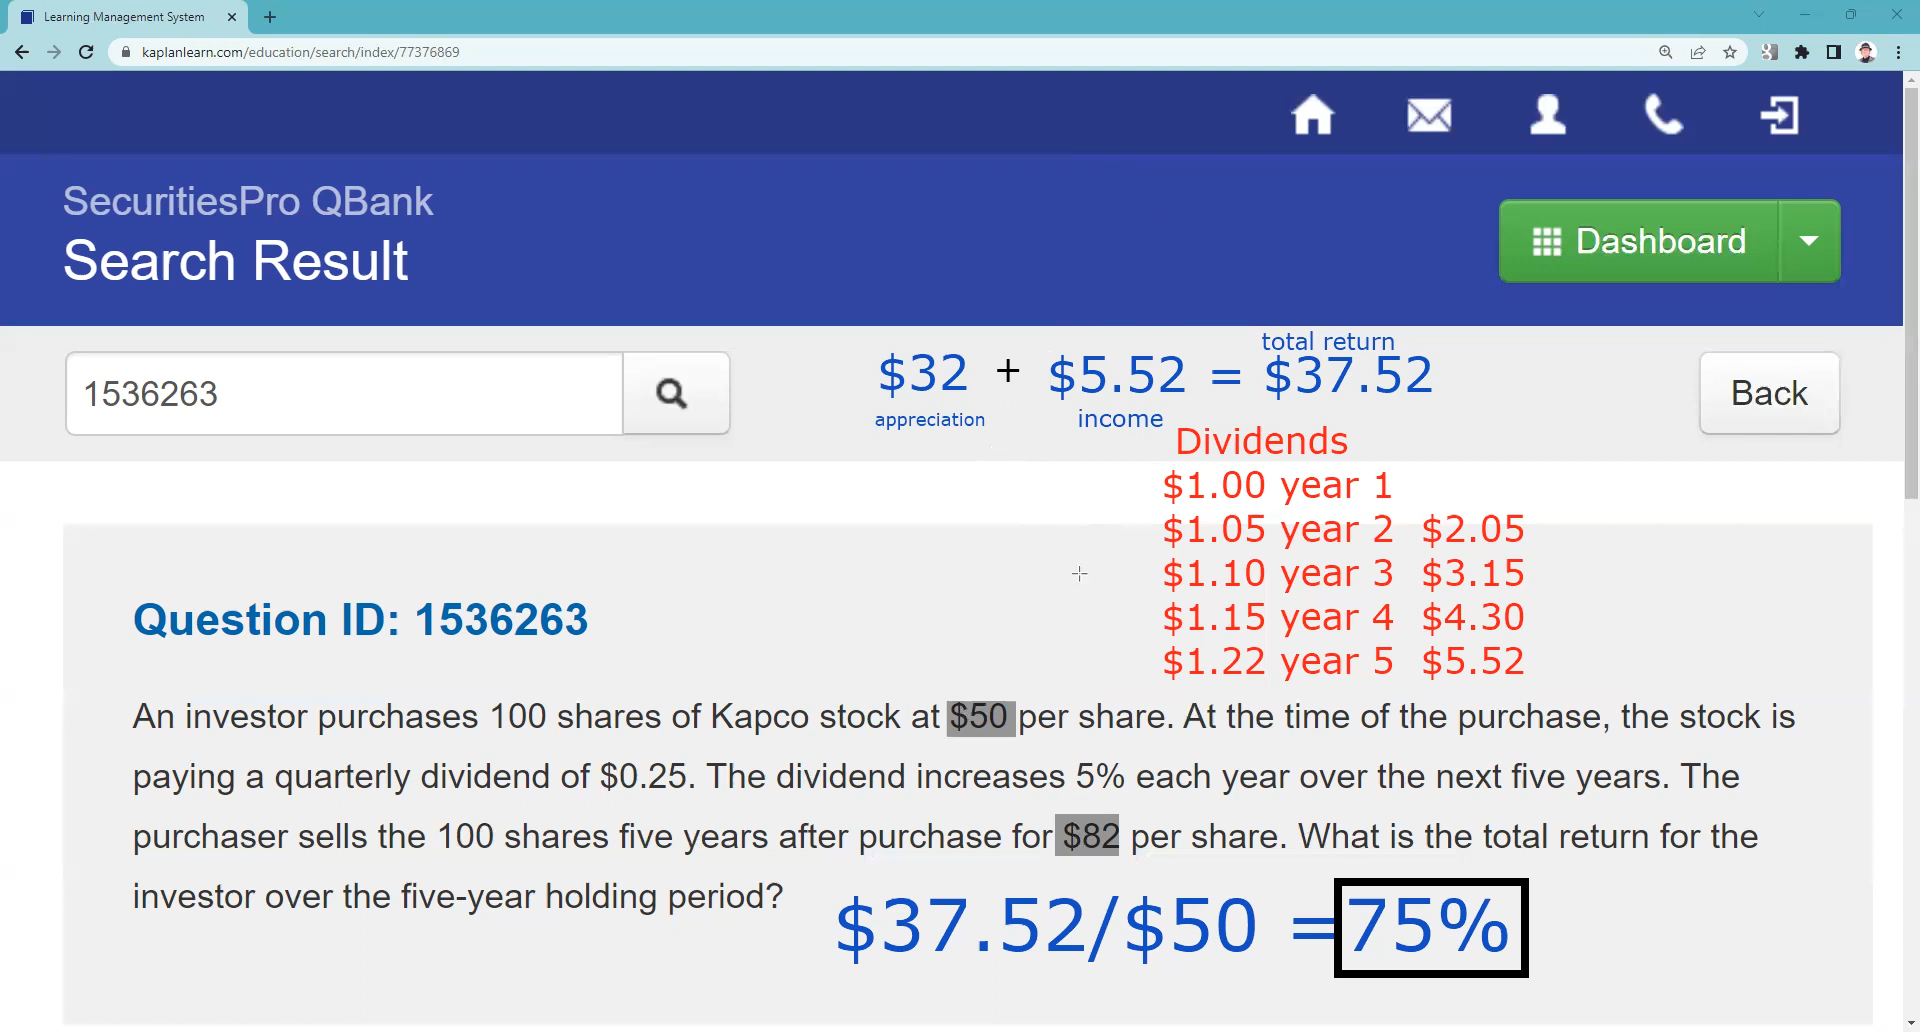 Learning Management System
kaplanlearn.com/education/search/index/77376869
SecuritiesPro QBank
Search Result
Dashboard
1536263
$32 + $5.52 = $37.52
total return
appreciation
income
Back
Dividends
$1.00 year 1
$1.05 year 2 $2.05
$1.10 year 3 $3.15
$1.15 year 4 $4.30
$1.22 year 5 $5.52
Question ID: 1536263
An investor purchases 100 shares of Kapco stock at $50 per share. At the time of the purchase, the stock is
paying a quarterly dividend of $0.25. The dividend increases 5% each year over the next five years. The
purchaser sells the 100 shares five years after purchase for $82 per share. What is the total return for the
investor over the five-year holding period?
$37.52/$50 =75%